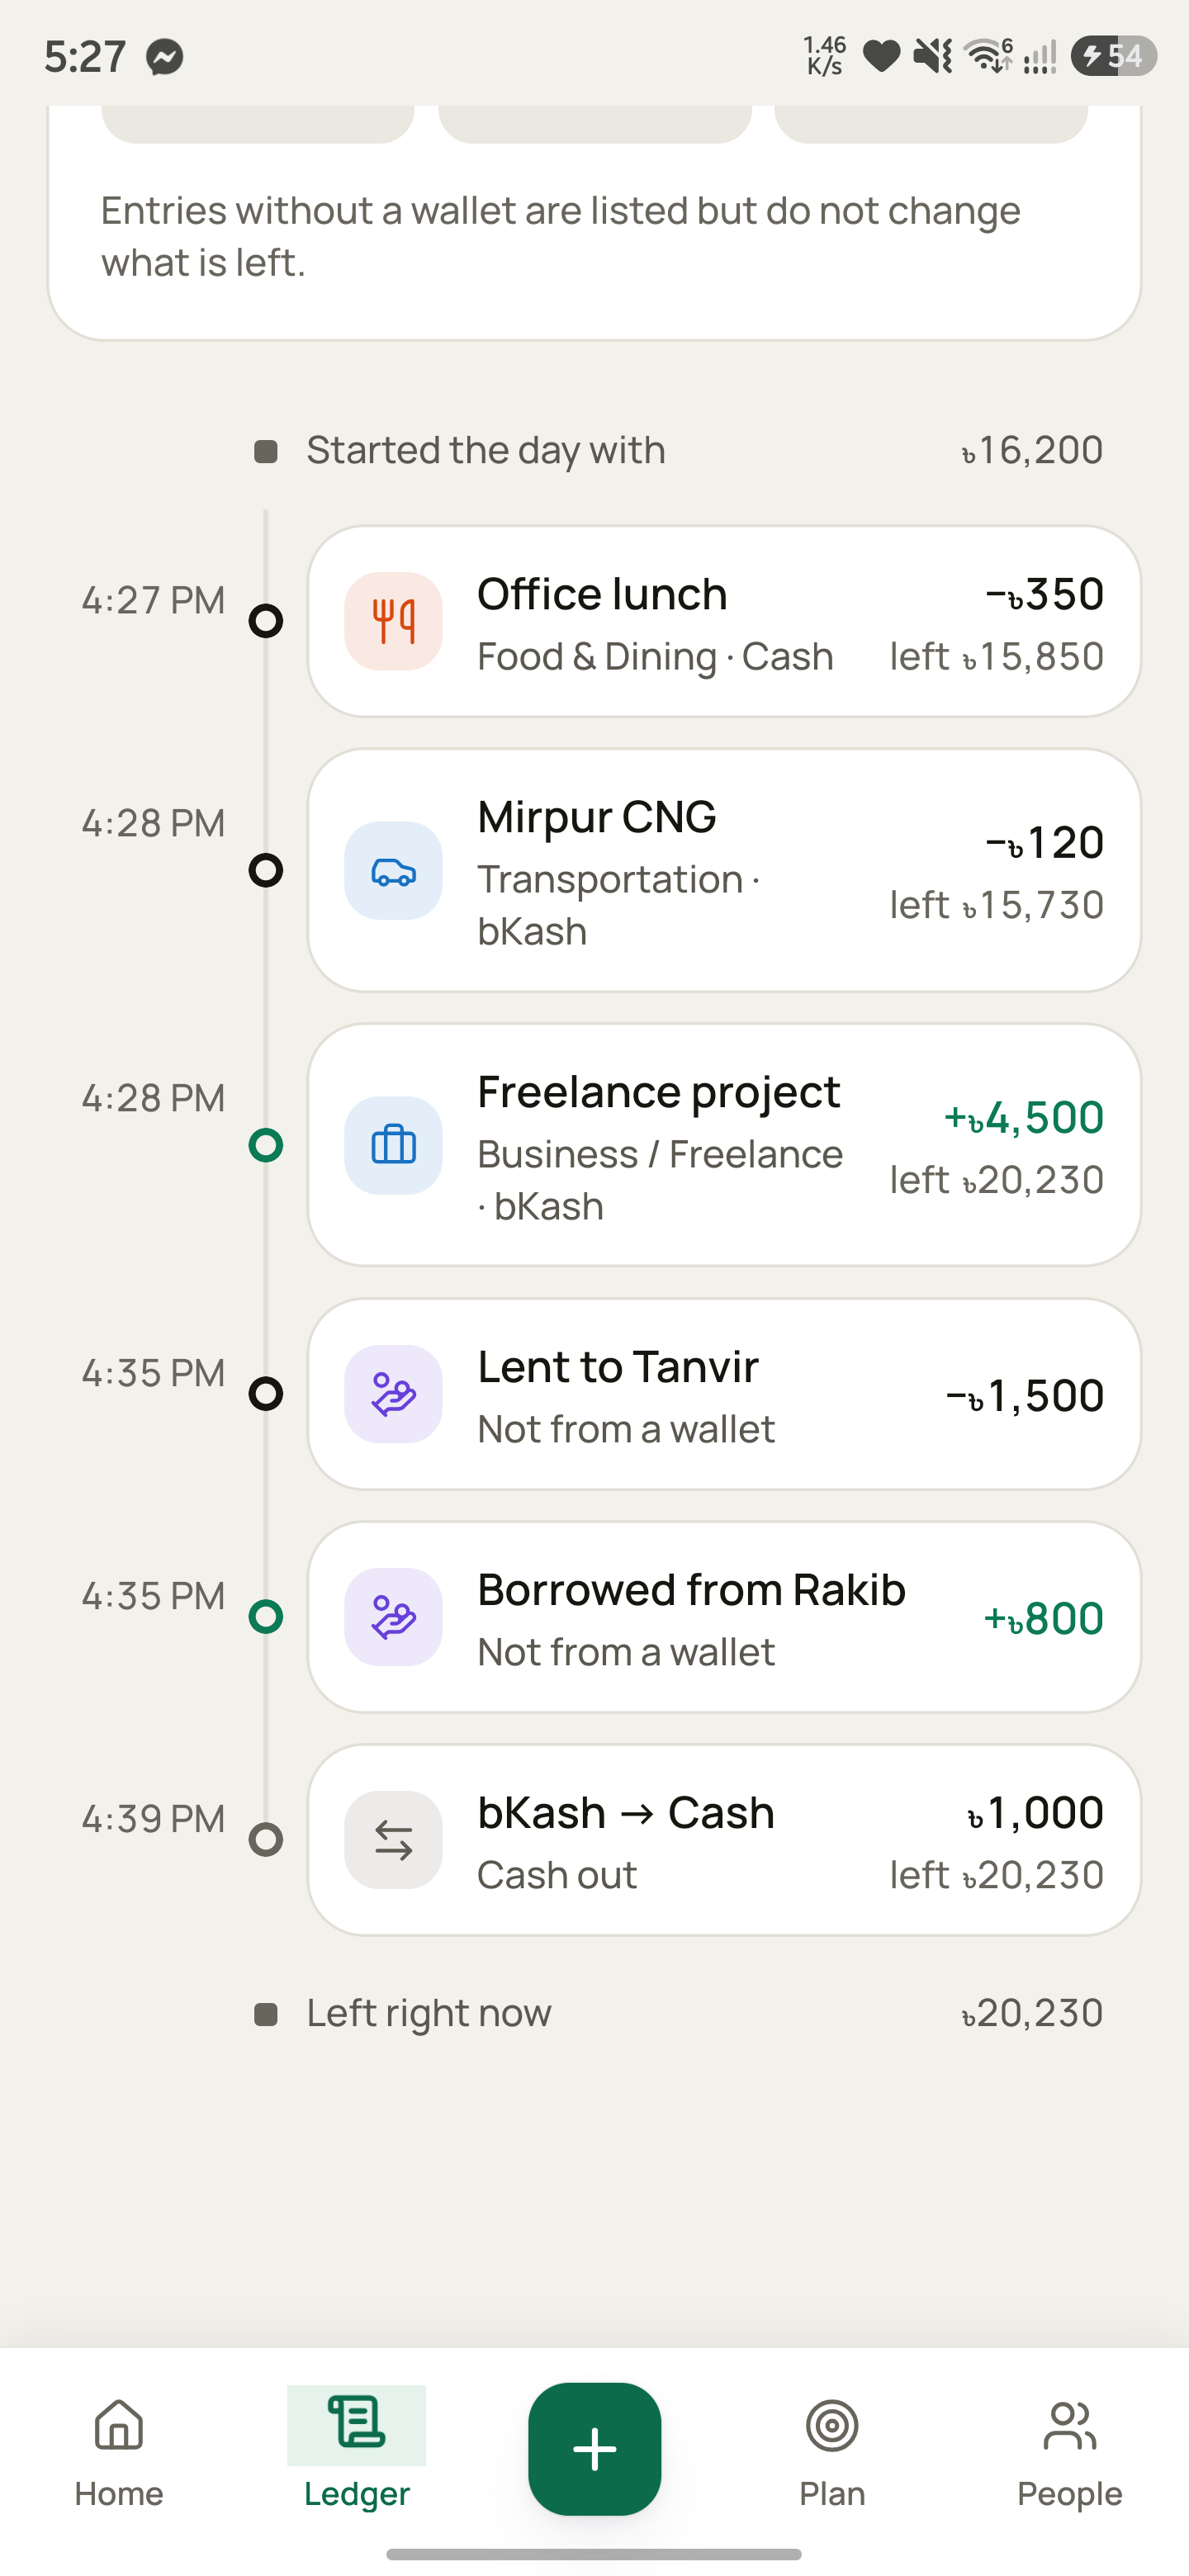 5:27
1.46 K/s
6
54
Entries without a wallet are listed but do not change
what is left.
Started the day with ৳16,200
4:27 PM
Office lunch −৳350
Food & Dining · Cash left ৳15,850
4:28 PM
Mirpur CNG −৳120
Transportation · left ৳15,730
bKash
4:28 PM
Freelance project +৳4,500
Business / Freelance left ৳20,230
· bKash
4:35 PM
Lent to Tanvir −৳1,500
Not from a wallet
4:35 PM
Borrowed from Rakib +৳800
Not from a wallet
4:39 PM
bKash → Cash ৳1,000
Cash out left ৳20,230
Left right now ৳20,230
Home
Ledger
Plan
People